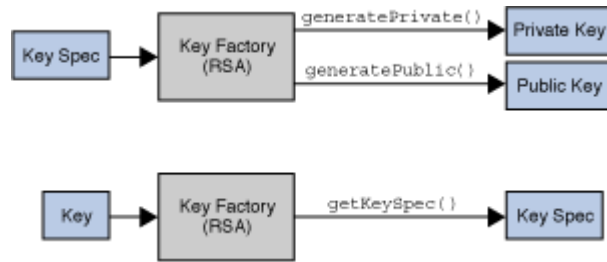 generatePrivate()
Private Key
Key Spec
Key Factory
(RSA)
generatePublic()
Public Key
Key
Key Factory
(RSA)
getKeySpec()
Key Spec